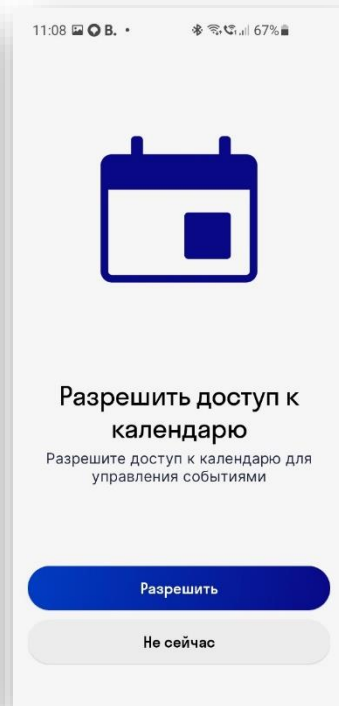 11:08 B. • 67%
Разрешить доступ к
календарю
Разрешите доступ к календарю для
управления событиями
Разрешить
Не сейчас